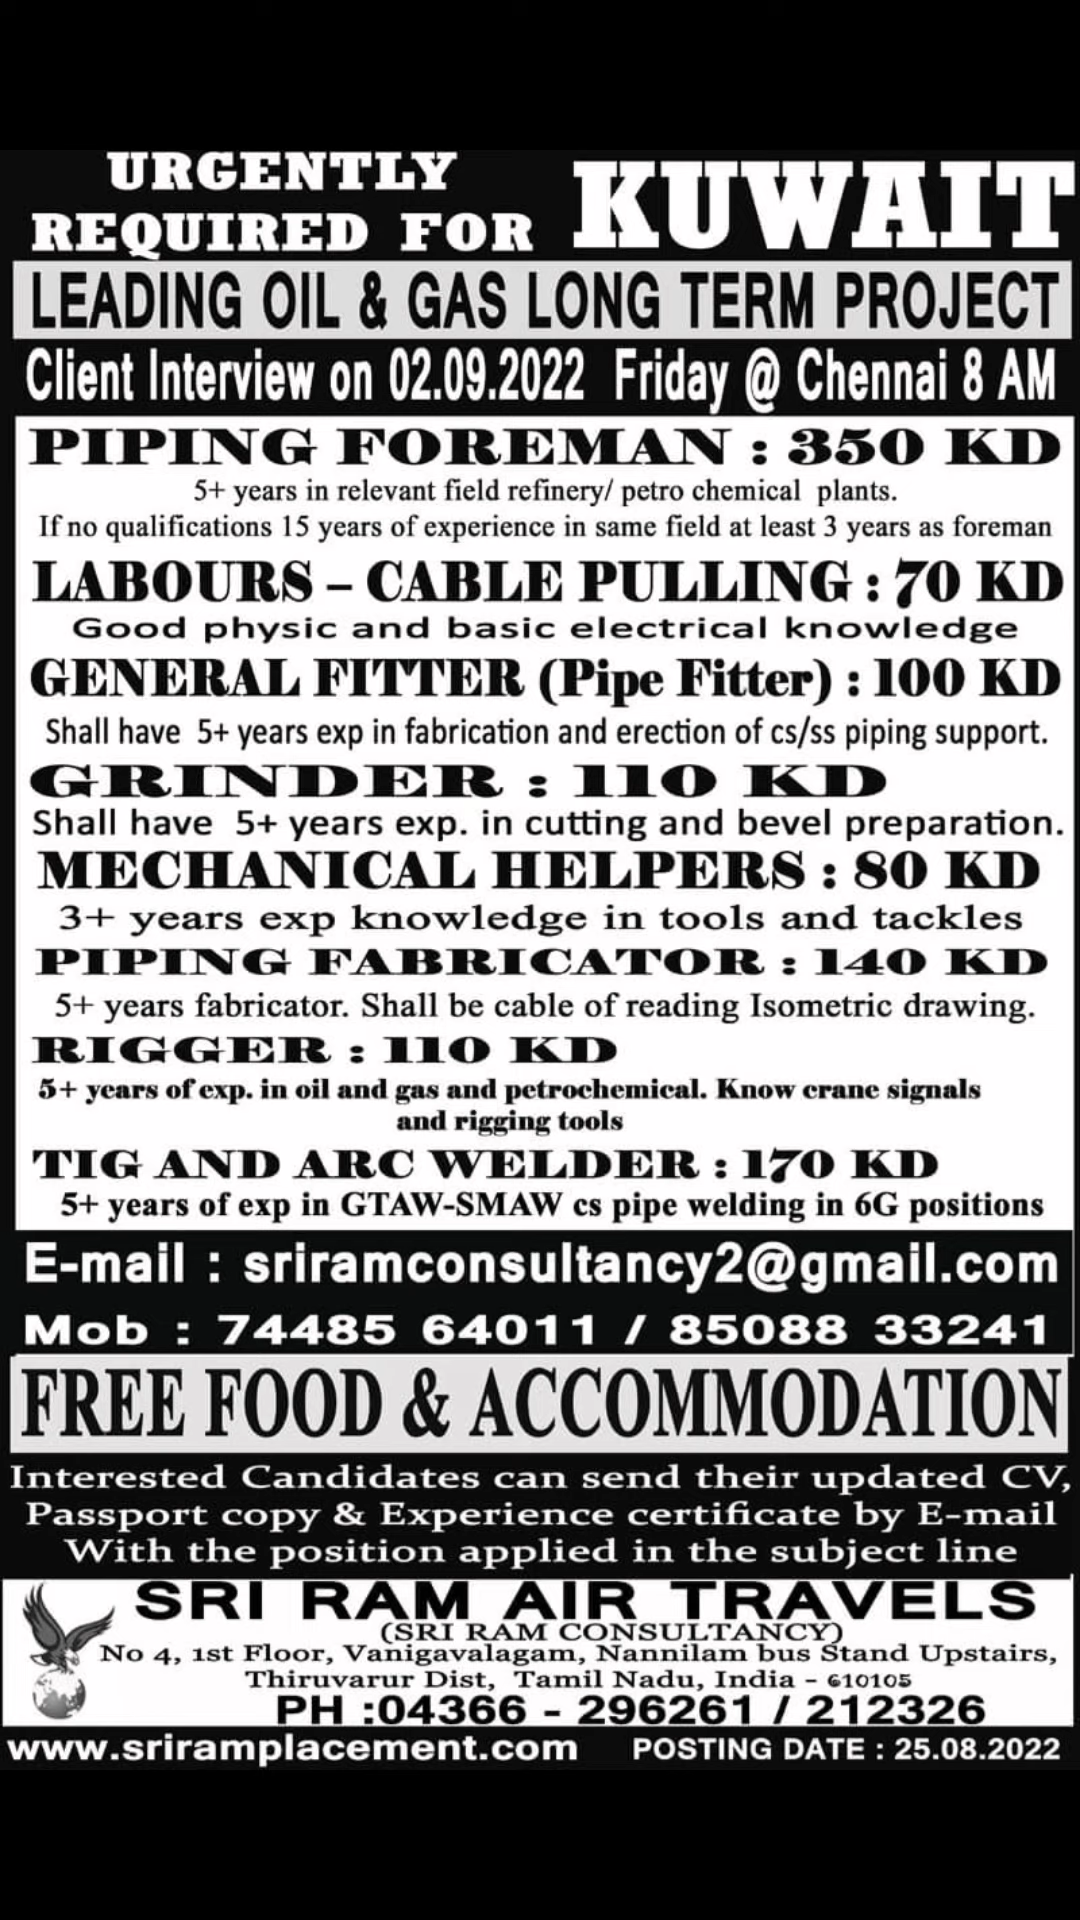 URGENTLY
REQUIRED FOR KUWAIT
LEADING OIL & GAS LONG TERM PROJECT
Client Interview on 02.09.2022 Friday @ Chennai 8 AM
PIPING FOREMAN : 350 KD
5+ years in relevant field refinery/ petro chemical plants.
If no qualifications 15 years of experience in same field at least 3 years as foreman
LABOURS – CABLE PULLING : 70 KD
Good physic and basic electrical knowledge
GENERAL FITTER (Pipe Fitter) : 100 KD
Shall have 5+ years exp in fabrication and erection of cs/ss piping support.
GRINDER : 110 KD
Shall have 5+ years exp. in cutting and bevel preparation.
MECHANICAL HELPERS : 80 KD
3+ years exp knowledge in tools and tackles
PIPING FABRICATOR : 140 KD
5+ years fabricator. Shall be cable of reading Isometric drawing.
RIGGER : 110 KD
5+ years of exp. in oil and gas and petrochemical. Know crane signals
and rigging tools
TIG AND ARC WELDER : 170 KD
5+ years of exp in GTAW-SMAW cs pipe welding in 6G positions
E-mail : sriramconsultancy2@gmail.com
Mob : 74485 64011 / 85088 33241
FREE FOOD & ACCOMMODATION
Interested Candidates can send their updated CV,
Passport copy & Experience certificate by E-mail
With the position applied in the subject line
SRI RAM AIR TRAVELS
(SRI RAM CONSULTANCY)
No 4, 1st Floor, Vanigavalagam, Nannilam bus Stand Upstairs,
Thiruvarur Dist, Tamil Nadu, India - 610105
PH :04366 - 296261 / 212326
www.sriramplacement.com POSTING DATE : 25.08.2022